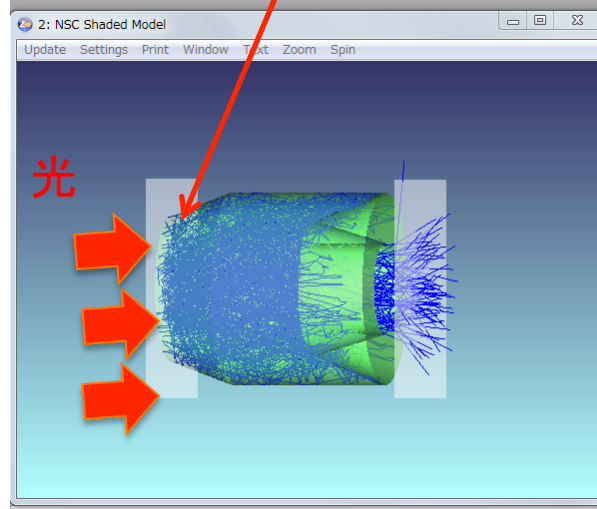 2: NSC Shaded Model
Update Settings Print Window Text Zoom Spin
光